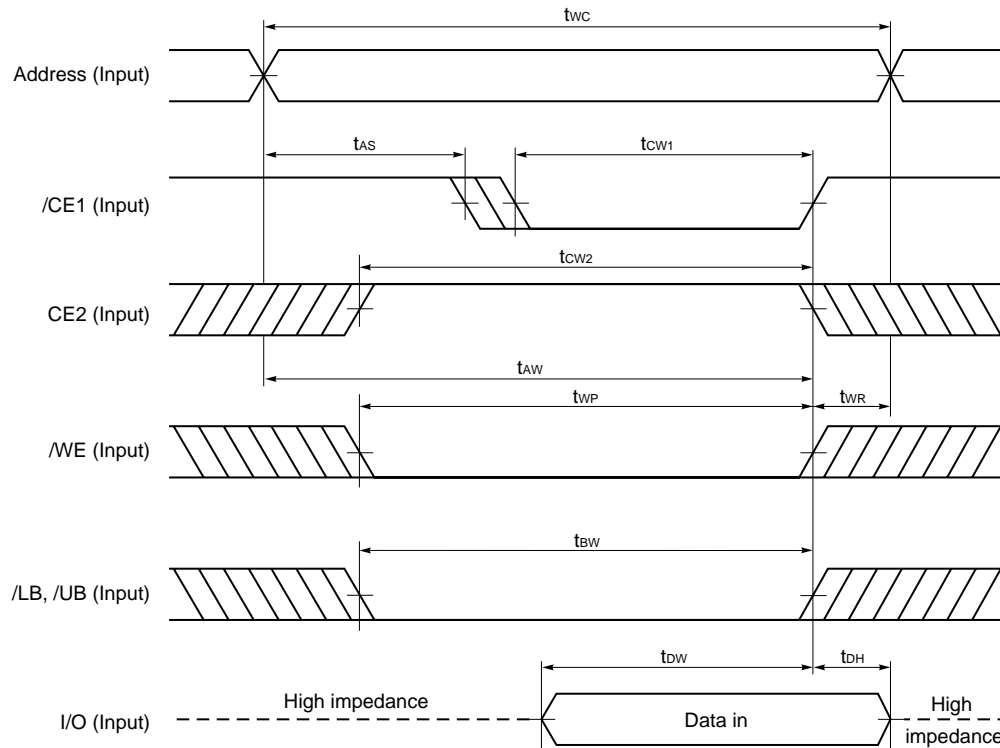 tWC
Address (Input)
tAS
tCW1
/CE1 (Input)
tCW2
CE2 (Input)
tAW
tWP
tWR
/WE (Input)
tBW
/LB, /UB (Input)
tDW
tDH
High impedance
Data in
High
impedance
I/O (Input)